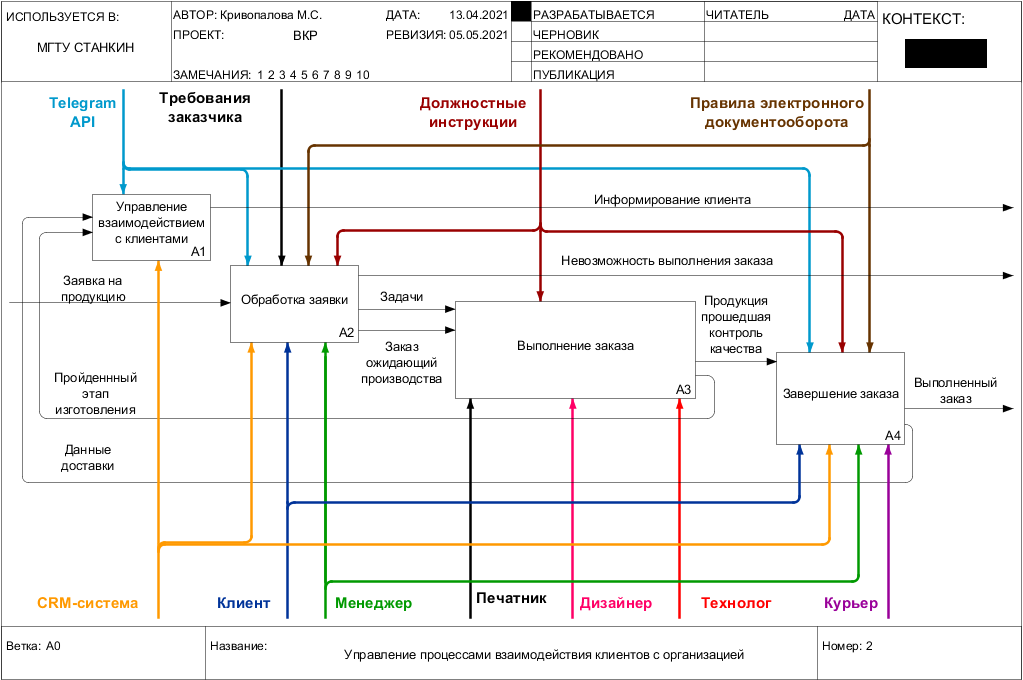 ИСПОЛЬЗУЕТСЯ В:
МГТУ СТАНКИН
АВТОР: Кривопалова М.С.
ДАТА: 13.04.2021
ПРОЕКТ: ВКР
РЕВИЗИЯ: 05.05.2021
ЗАМЕЧАНИЯ: 1 2 3 4 5 6 7 8 9 10
РАЗРАБАТЫВАЕТСЯ
ЧЕРНОВИК
РЕКОМЕНДОВАНО
ПУБЛИКАЦИЯ
ЧИТАТЕЛЬ
ДАТА
КОНТЕКСТ:
Telegram
API
Требования
заказчика
Должностные
инструкции
Правила электронного
документооборота
Управление
взаимодействием
с клиентами
A1
Информирование клиента
Заявка на
продукцию
Обработка заявки
A2
Невозможность выполнения заказа
Задачи
Заказ
ожидающий
производства
Выполнение заказа
A3
Продукция
прошедшая
контроль
качества
Завершение заказа
A4
Выполненный
заказ
Пройденнный
этап
изготовления
Данные
доставки
CRM-система
Клиент
Менеджер
Печатник
Дизайнер
Технолог
Курьер
Ветка: A0
Название:
Управление процессами взаимодействия клиентов с организацией
Номер: 2